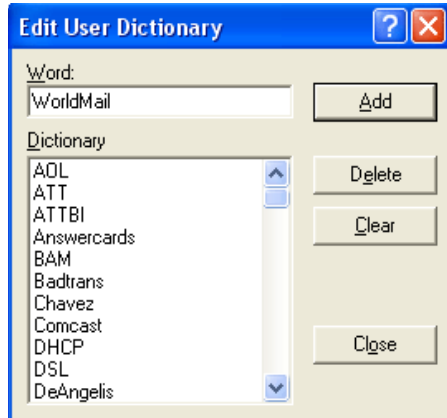 Edit User Dictionary
Word:
WorldMail
Add
Dictionary
AOL
ATT
ATTBI
Answercards
BAM
Badtrans
Chavez
Comcast
DHCP
DSL
DeAngelis
Delete
Clear
Close